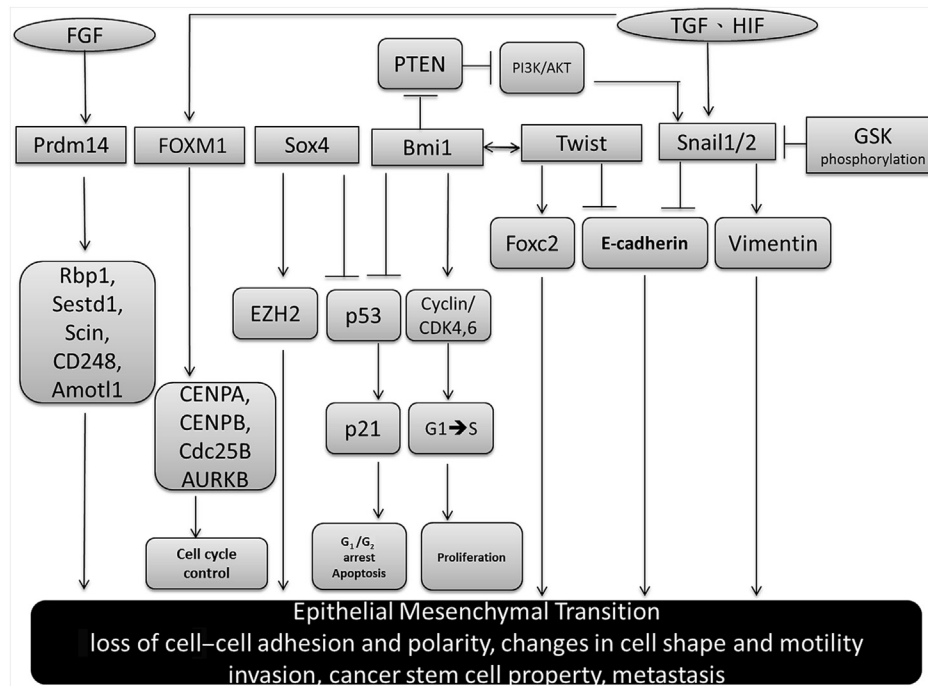 FGF
TGF、HIF
PTEN
PI3K/AKT
Prdm14
FOXM1
Sox4
Bmi1
Twist
Snail1/2
GSK
phosphorylation
Rbp1,
Sestd1,
Scin,
CD248,
Amotl1
EZH2
p53
Cyclin/
CDK4,6
Foxc2
E-cadherin
Vimentin
CENPA,
CENPB,
Cdc25B
AURKB
p21
G1➔S
Cell cycle
control
G₁/G₂
arrest
Apoptosis
Proliferation
Epithelial Mesenchymal Transition
loss of cell–cell adhesion and polarity, changes in cell shape and motility
invasion, cancer stem cell property, metastasis